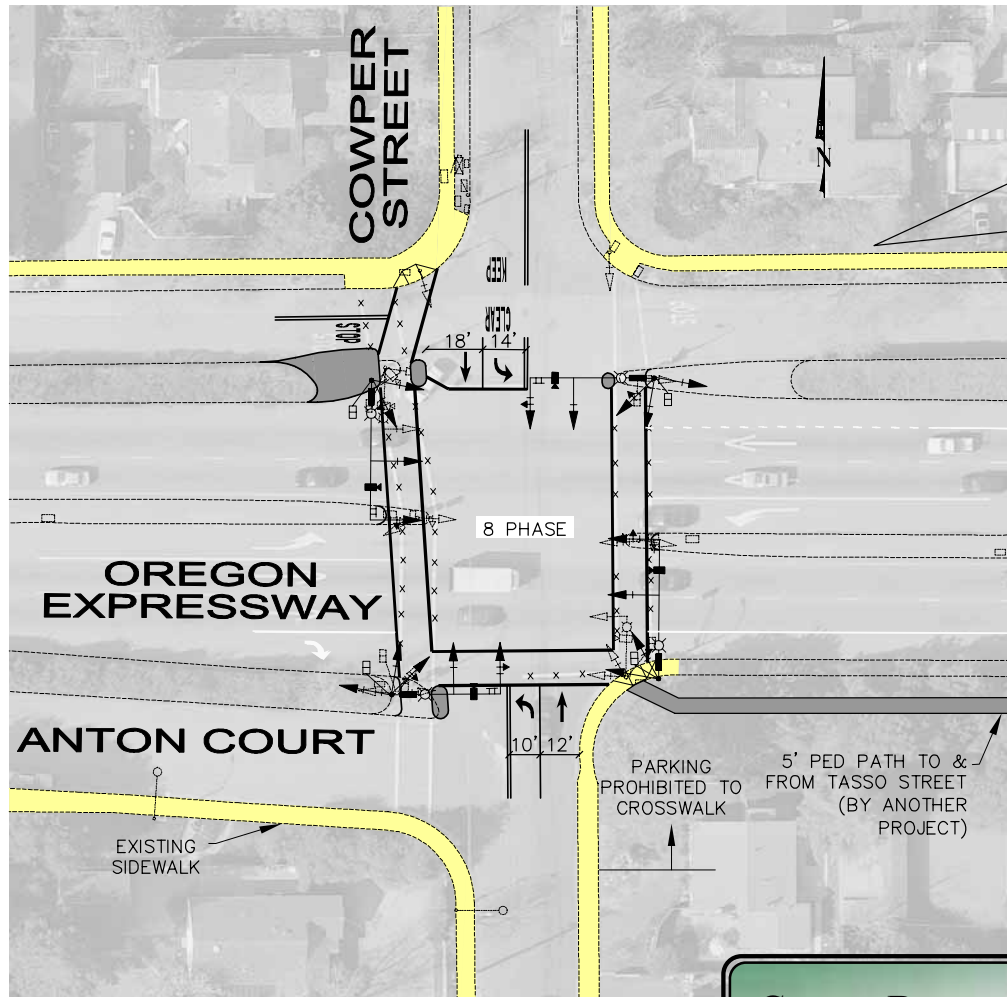 COWPER
STREET
N
KEEP
CLEAR
STOP
18' 14'
8 PHASE
OREGON
EXPRESSWAY
ANTON COURT
10' 12'
PARKING
PROHIBITED TO
CROSSWALK
5' PED PATH TO &
FROM TASSO STREET
(BY ANOTHER
PROJECT)
EXISTING
SIDEWALK